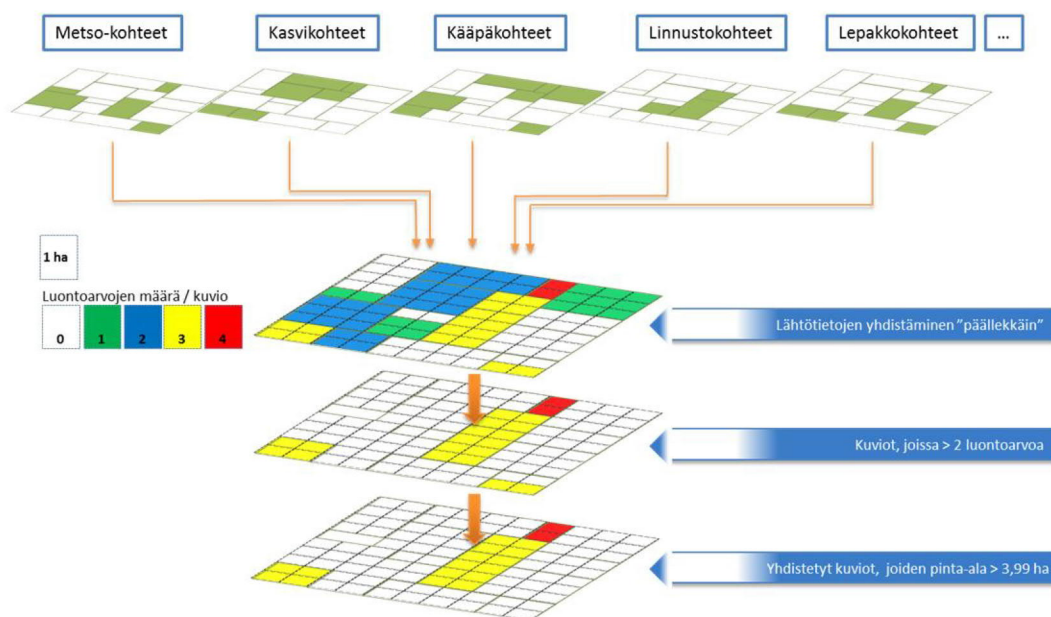 Metso-kohteet
Kasvikohteet
Kääpäkohteet
Linnustokohteet
Lepakkokohteet
...
1 ha
Luontoarvojen määrä / kuvio
0 1 2 3 4
Lähtötietojen yhdistäminen ”päällekkäin”
Kuviot, joissa > 2 luontoarvoa
Yhdistetyt kuviot, joiden pinta-ala > 3,99 ha